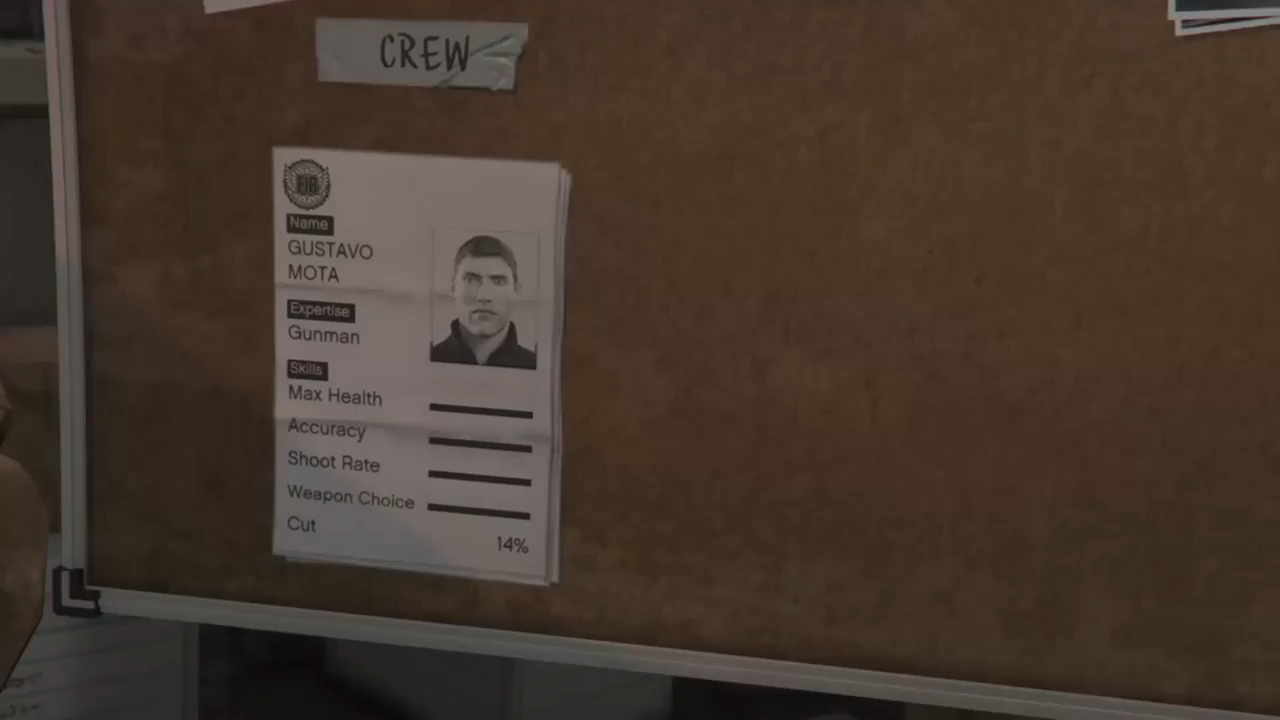 CREW
FIB
Name
GUSTAVO
MOTA
Expertise
Gunman
Skills
Max Health
Accuracy
Shoot Rate
Weapon Choice
Cut
14%